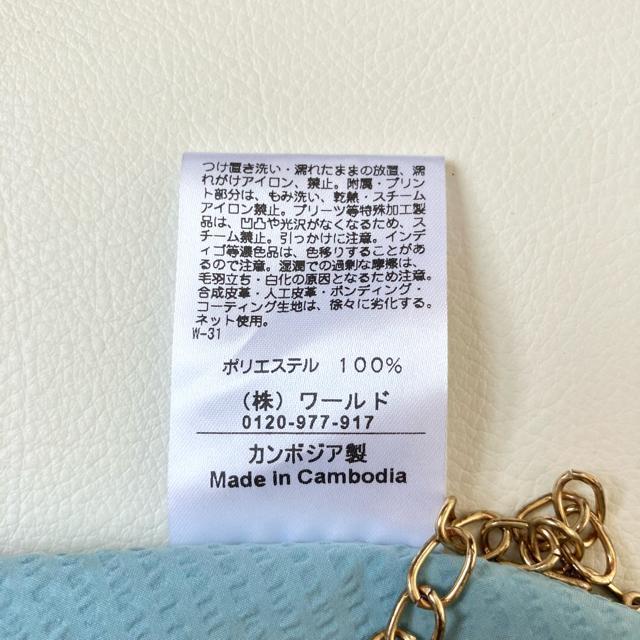 つけ置き洗い・濡れたままの放置、濡
れがけアイロン、禁止。附属・プリン
ト部分は、もみ洗い、乾熱・スチーム
アイロン禁止。プリーツ等特殊加工製
品は、凹凸や光沢がなくなるため、ス
チーム禁止。引っかけに注意。インディ
ゴ等濃色品は、色移りすることがあ
るので注意。湿潤での過剰な摩擦は、
毛羽立ち・白化の原因となるため注意。
合成皮革・人工皮革・ボンディング・
コーティング生地は、徐々に劣化する。
ネット使用。
W-31
ポリエステル 100%
(株) ワールド
0120-977-917
カンボジア製
Made in Cambodia